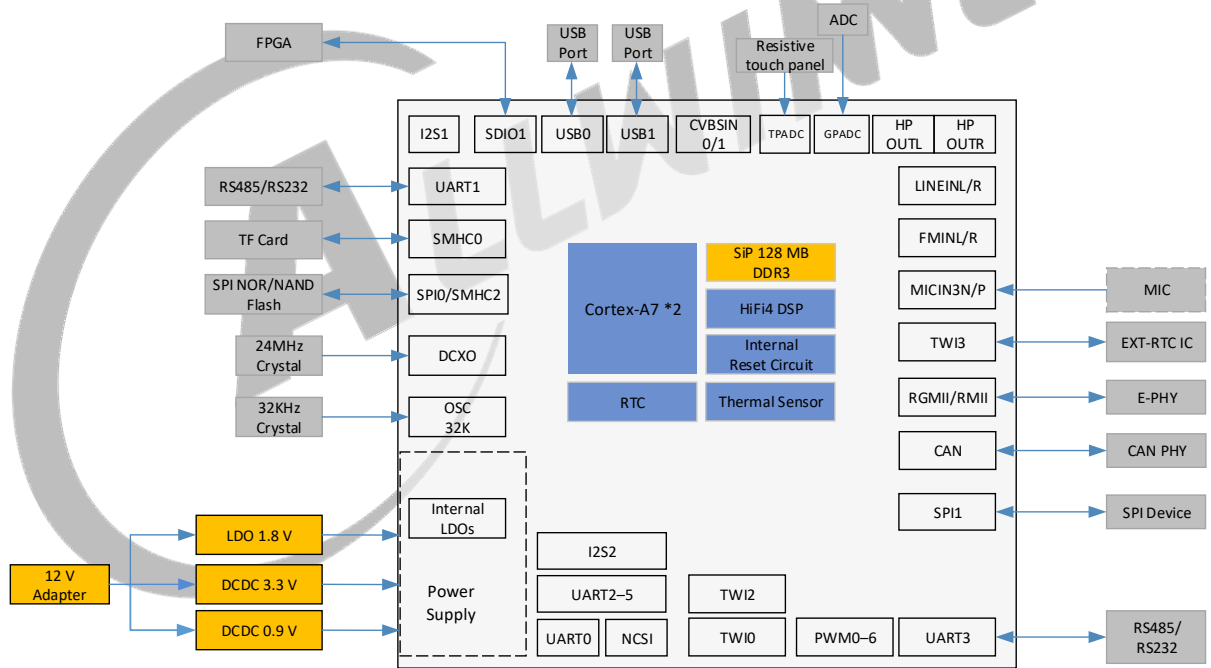 ALLWINE
FPGA
USB
Port
USB
Port
ADC
Resistive
touch panel
I2S1
SDIO1
USB0
USB1
CVBSIN
0/1
TPADC
GPADC
HP
OUTL
HP
OUTR
RS485/RS232
UART1
LINEINL/R
TF Card
SMHC0
FMINL/R
SPI NOR/NAND
Flash
SPI0/SMHC2
Cortex-A7 *2
SiP 128 MB
DDR3
HiFi4 DSP
Internal
Reset Circuit
RTC
Thermal Sensor
MICIN3N/P
MIC
24MHz
Crystal
DCXO
TWI3
EXT-RTC IC
32KHz
Crystal
OSC
32K
RGMII/RMII
E-PHY
CAN
CAN PHY
SPI1
SPI Device
Internal
LDOs
LDO 1.8 V
12 V
Adapter
DCDC 3.3 V
DCDC 0.9 V
Power
Supply
I2S2
UART2–5
TWI2
UART0
NCSI
TWI0
PWM0–6
UART3
RS485/
RS232